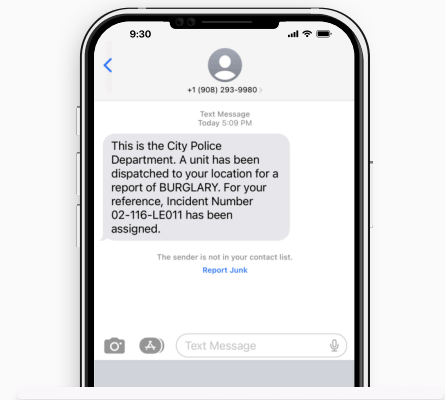 9:30
+1 (908) 293-9980
Text Message
Today 5:09 PM
This is the City Police
Department. A unit has been
dispatched to your location for a
report of BURGLARY. For your
reference, Incident Number
02-116-LE011 has been
assigned.
The sender is not in your contact list.
Report Junk
Text Message